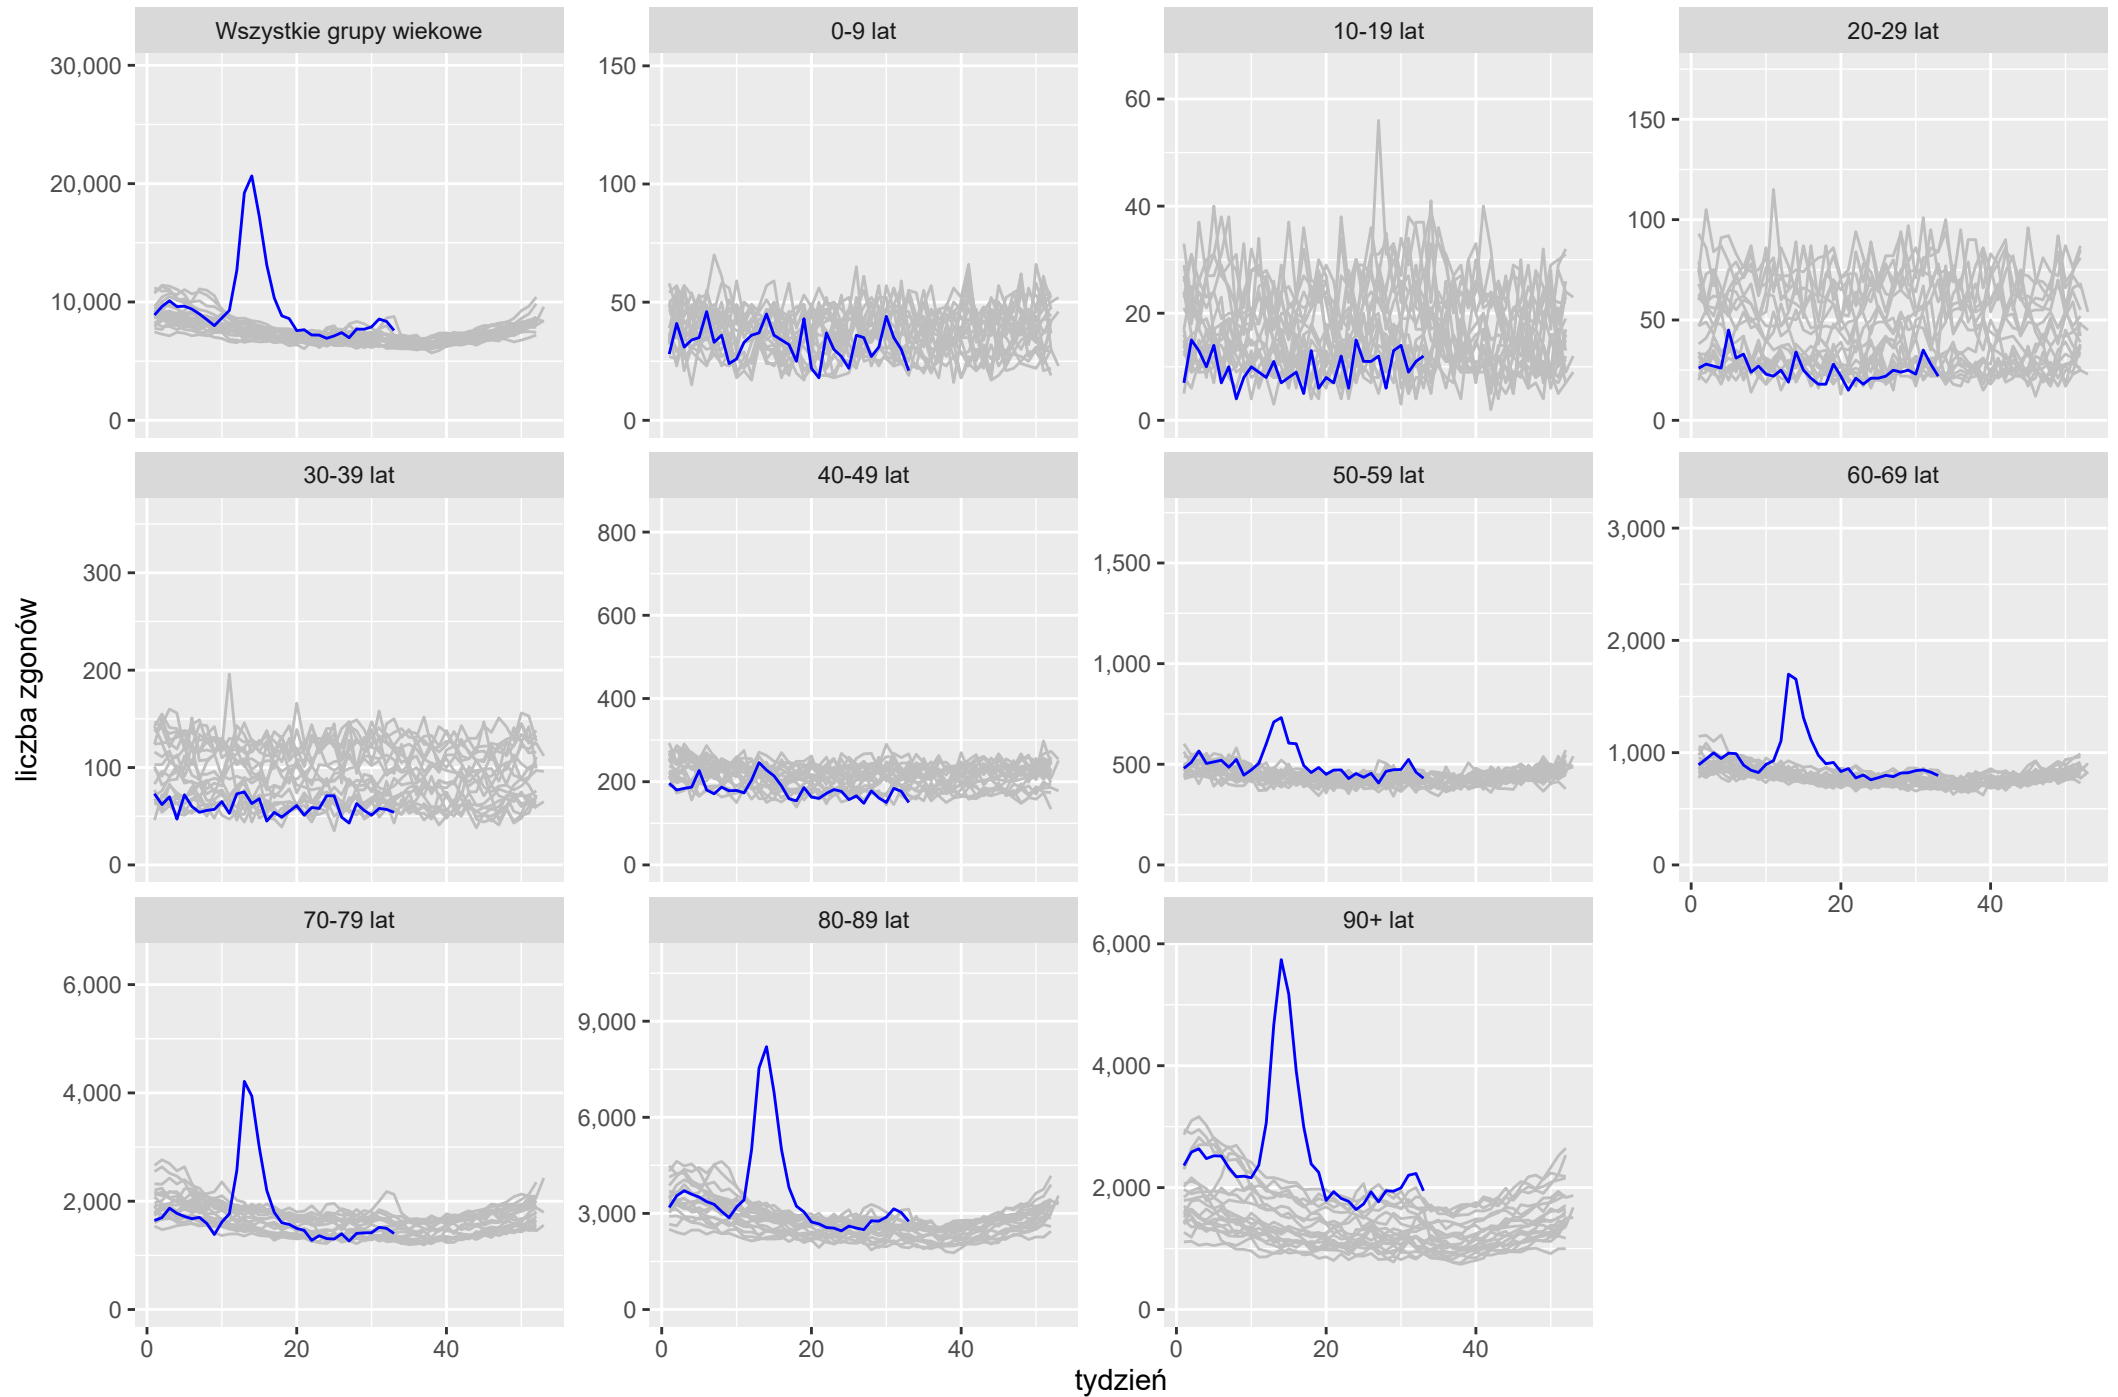 Wszystkie grupy wiekowe
0-9 lat
10-19 lat
20-29 lat
30,000
20,000
10,000
0
150
100
50
0
60
40
20
0
150
100
50
0
30-39 lat
40-49 lat
50-59 lat
60-69 lat
300
200
100
0
800
600
400
200
0
1,500
1,000
500
0
3,000
2,000
1,000
0
0 20 40
liczba zgonów
70-79 lat
80-89 lat
90+ lat
6,000
4,000
2,000
0
9,000
6,000
3,000
0
6,000
4,000
2,000
0
0 20 40
0 20 40
0 20 40
tydzień